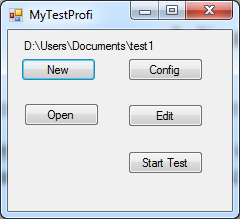 MyTestProfi
D:\Users\Documents\test1
New Config
Open Edit
Start Test